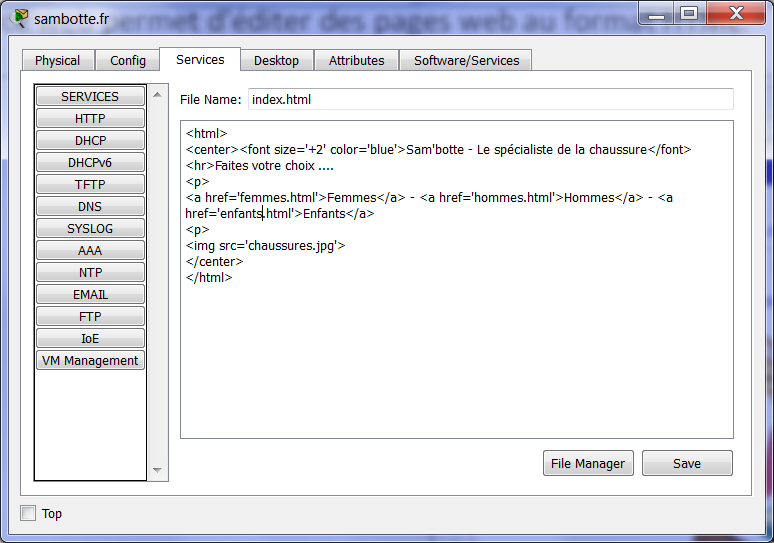 permet d'éditer des pages web au format HTML.
sambotte.fr
Physical Config Services Desktop Attributes Software/Services
SERVICES
HTTP
DHCP
DHCPv6
TFTP
DNS
SYSLOG
AAA
NTP
EMAIL
FTP
IoE
VM Management
File Name: index.html
<html>
<center><font size='+2' color='blue'>Sam'botte - Le spécialiste de la chaussure</font>
<hr>Faites votre choix ....
<p>
<a href='femmes.html'>Femmes</a> - <a href='hommes.html'>Hommes</a> - <a
href='enfants.html'>Enfants</a>
<p>
<img src='chaussures.jpg'>
</center>
</html>
File Manager Save
Top